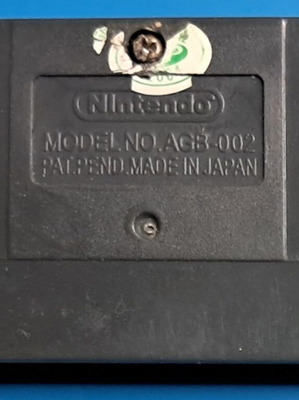 Nintendo
MODEL NO. AGB-002
PAT.PEND. MADE IN JAPAN